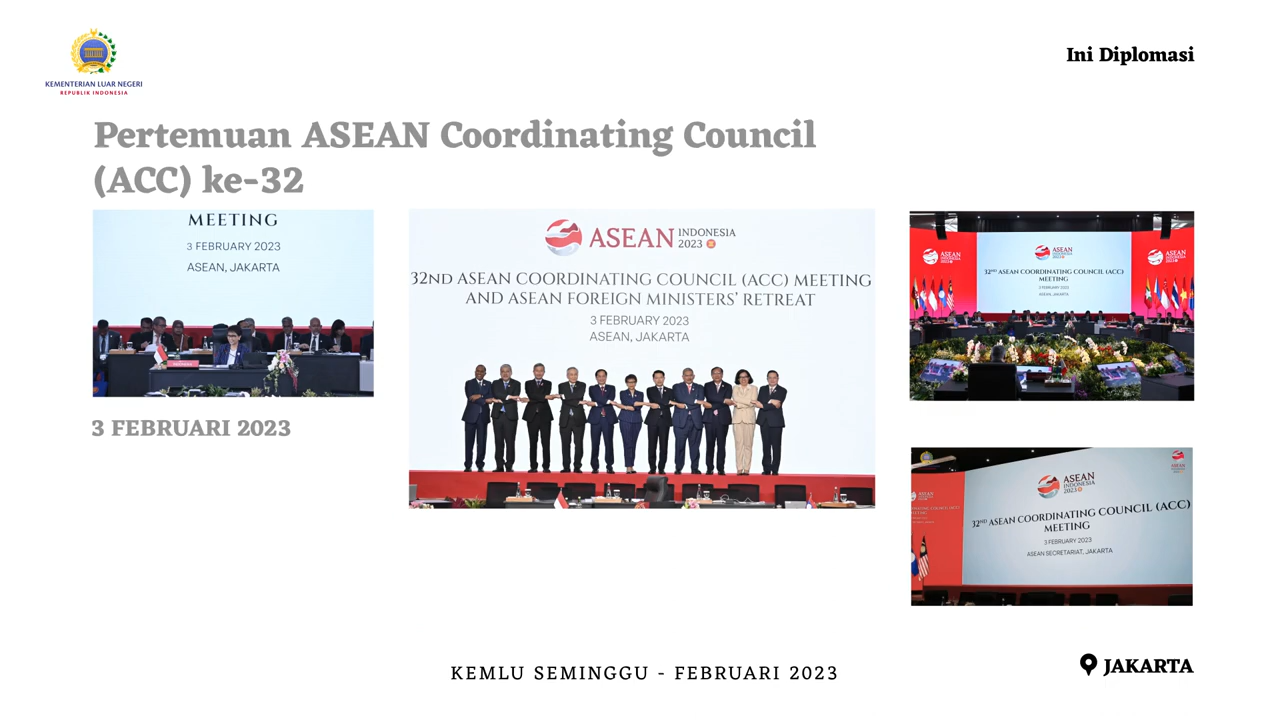 KEMENTERIAN LUAR NEGERI
REPUBLIK INDONESIA
Ini Diplomasi
Pertemuan ASEAN Coordinating Council
(ACC) ke-32
MEETING
3 FEBRUARY 2023
ASEAN, JAKARTA
3 FEBRUARI 2023
ASEAN INDONESIA
2023
32ND ASEAN COORDINATING COUNCIL (ACC) MEETING
AND ASEAN FOREIGN MINISTERS' RETREAT
3 FEBRUARY 2023
ASEAN, JAKARTA
ASEAN
INDONESIA
2023
32ND ASEAN COORDINATING COUNCIL (ACC)
MEETING
3 FEBRUARY 2023
ASEAN, JAKARTA
ASEAN
INDONESIA
2023
32ND ASEAN COORDINATING COUNCIL (ACC)
MEETING
3 FEBRUARY 2023
ASEAN SECRETARIAT, JAKARTA
KEMLU SEMINGGU - FEBRUARI 2023
JAKARTA